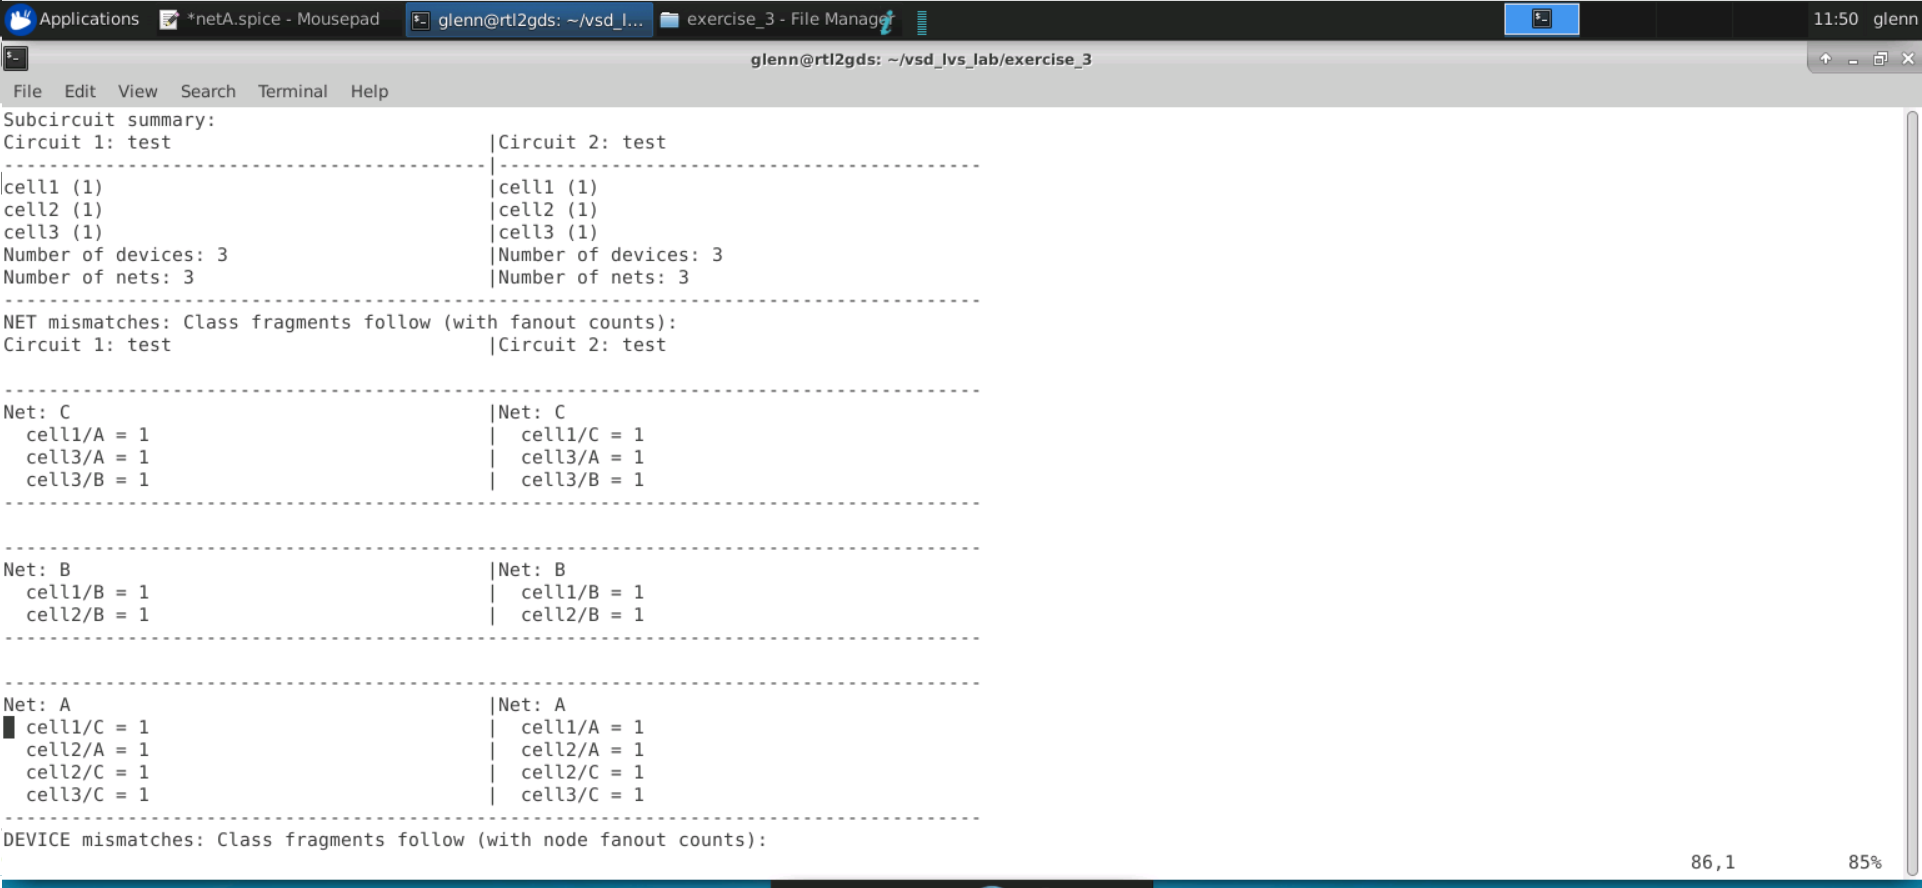 Applications *netA.spice - Mousepad glenn@rtl2gds: ~/vsd_l... exercise_3 - File Manager 11:50 glenn
glenn@rtl2gds: ~/vsd_lvs_lab/exercise_3
File Edit View Search Terminal Help
Subcircuit summary:
Circuit 1: test |Circuit 2: test
-------------------------------------------|-------------------------------------------
cell1 (1) |cell1 (1)
cell2 (1) |cell2 (1)
cell3 (1) |cell3 (1)
Number of devices: 3 |Number of devices: 3
Number of nets: 3 |Number of nets: 3
---------------------------------------------------------------------------------------
NET mismatches: Class fragments follow (with fanout counts):
Circuit 1: test |Circuit 2: test
---------------------------------------------------------------------------------------
Net: C |Net: C
cell1/A = 1 | cell1/C = 1
cell3/A = 1 | cell3/A = 1
cell3/B = 1 | cell3/B = 1
---------------------------------------------------------------------------------------
---------------------------------------------------------------------------------------
Net: B |Net: B
cell1/B = 1 | cell1/B = 1
cell2/B = 1 | cell2/B = 1
---------------------------------------------------------------------------------------
---------------------------------------------------------------------------------------
Net: A |Net: A
cell1/C = 1 | cell1/A = 1
cell2/A = 1 | cell2/A = 1
cell2/C = 1 | cell2/C = 1
cell3/C = 1 | cell3/C = 1
---------------------------------------------------------------------------------------
DEVICE mismatches: Class fragments follow (with node fanout counts):
86,1 85%